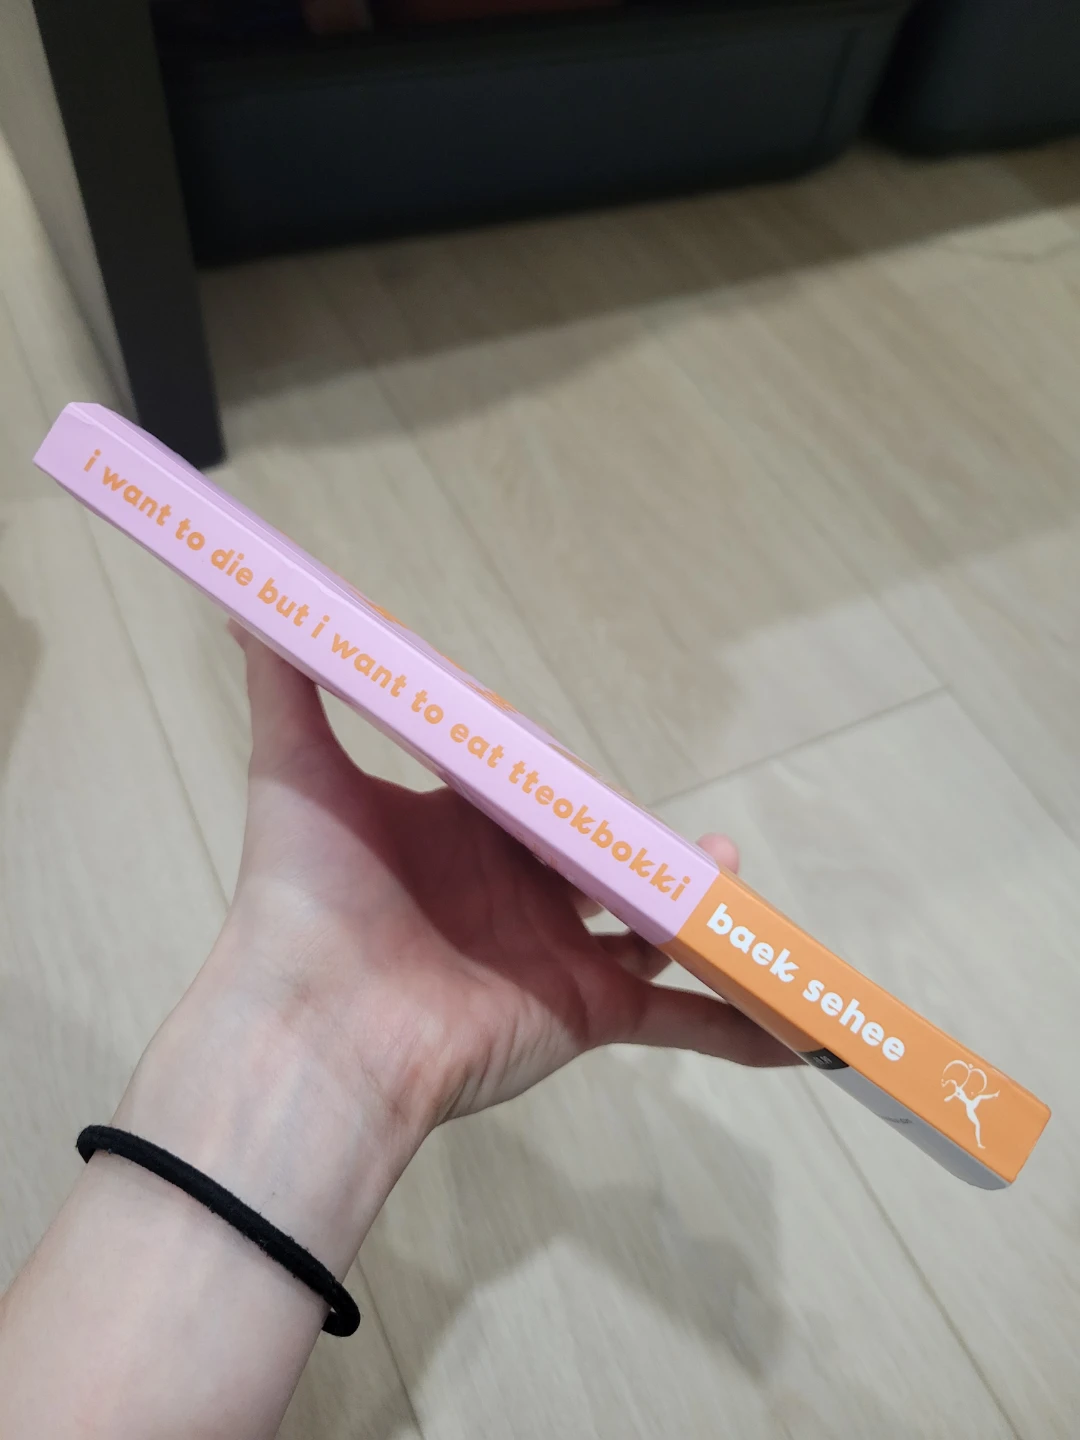 i want to die but i want to eat tteokbokki
baek sehee